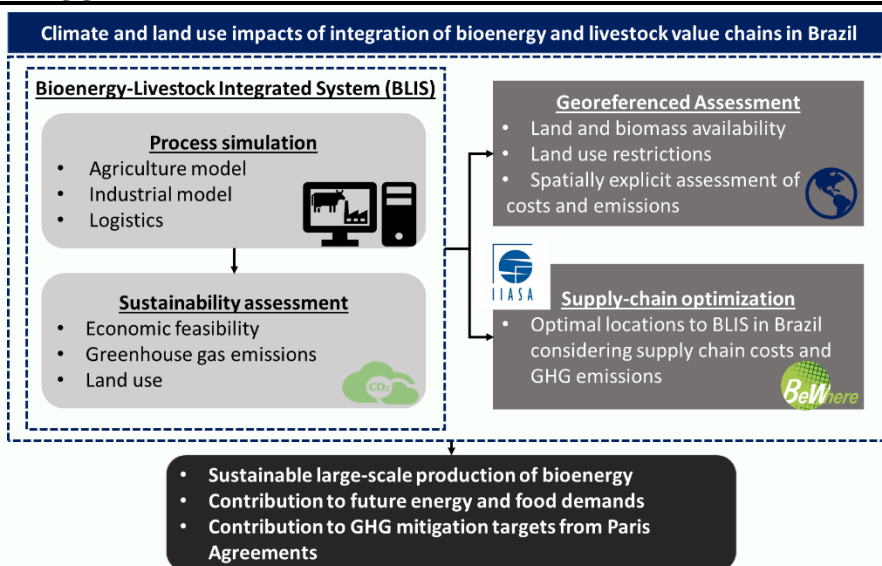 Climate and land use impacts of integration of bioenergy and livestock value chains in Brazil
Bioenergy-Livestock Integrated System (BLIS)
Process simulation
• Agriculture model
• Industrial model
• Logistics
Sustainability assessment
• Economic feasibility
• Greenhouse gas emissions
• Land use
CO₂
Georeferenced Assessment
• Land and biomass availability
• Land use restrictions
• Spatially explicit assessment of
costs and emissions
IIASA
Supply-chain optimization
• Optimal locations to BLIS in Brazil
considering supply chain costs and
GHG emissions
BeWhere
• Sustainable large-scale production of bioenergy
• Contribution to future energy and food demands
• Contribution to GHG mitigation targets from Paris
Agreements